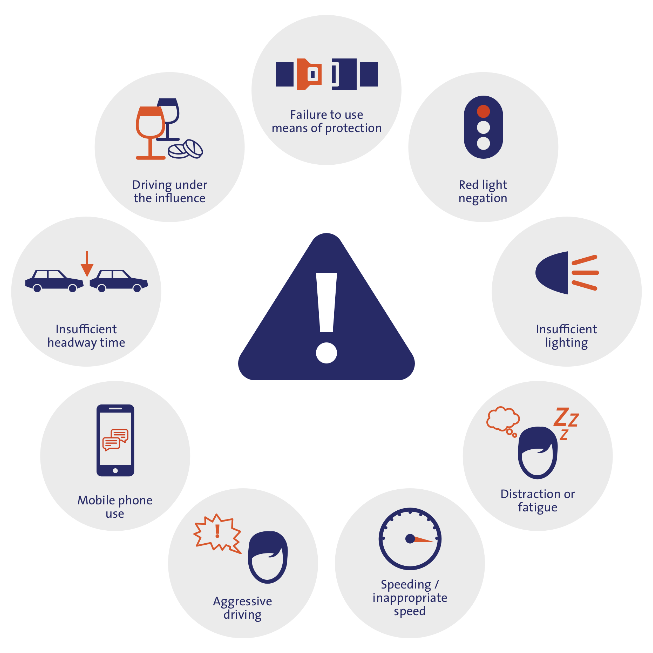 Failure to use
means of protection
Red light
negation
Insufficient
lighting
Distraction or
fatigue
Speeding /
inappropriate
speed
Aggressive
driving
Mobile phone
use
Insufficient
headway time
Driving under
the influence
!
!
Zzz